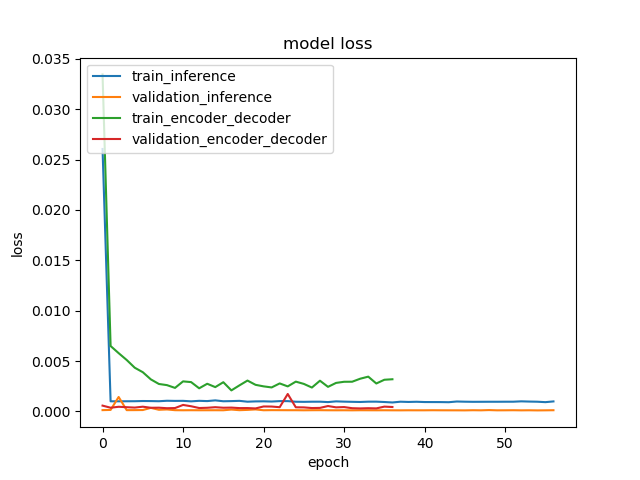 model loss
train_inference
validation_inference
train_encoder_decoder
validation_encoder_decoder
loss
0.035
0.030
0.025
0.020
0.015
0.010
0.005
0.000
0 10 20 30 40 50
epoch